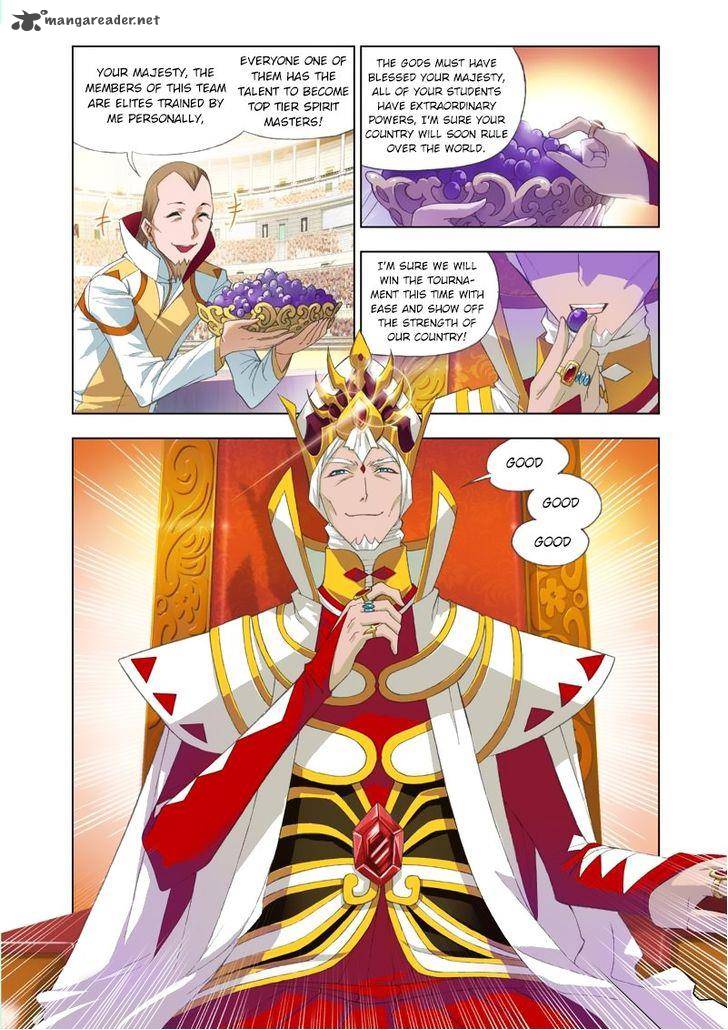 mangareader.net
YOUR MAJESTY, THE
MEMBERS OF THIS TEAM
ARE ELITES TRAINED BY
ME PERSONALLY,
EVERYONE ONE OF
THEM HAS THE
TALENT TO BECOME
TOP TIER SPIRIT
MASTERS!
THE GODS MUST HAVE
BLESSED YOUR MAJESTY,
ALL OF YOUR STUDENTS
HAVE EXTRAORDINARY
POWERS, I'M SURE YOUR
COUNTRY WILL SOON RULE
OVER THE WORLD.
I'M SURE WE WILL
WIN THE TOURNA-
MENT THIS TIME WITH
EASE AND SHOW OFF
THE STRENGTH OF
OUR COUNTRY!
GOOD
GOOD
GOOD